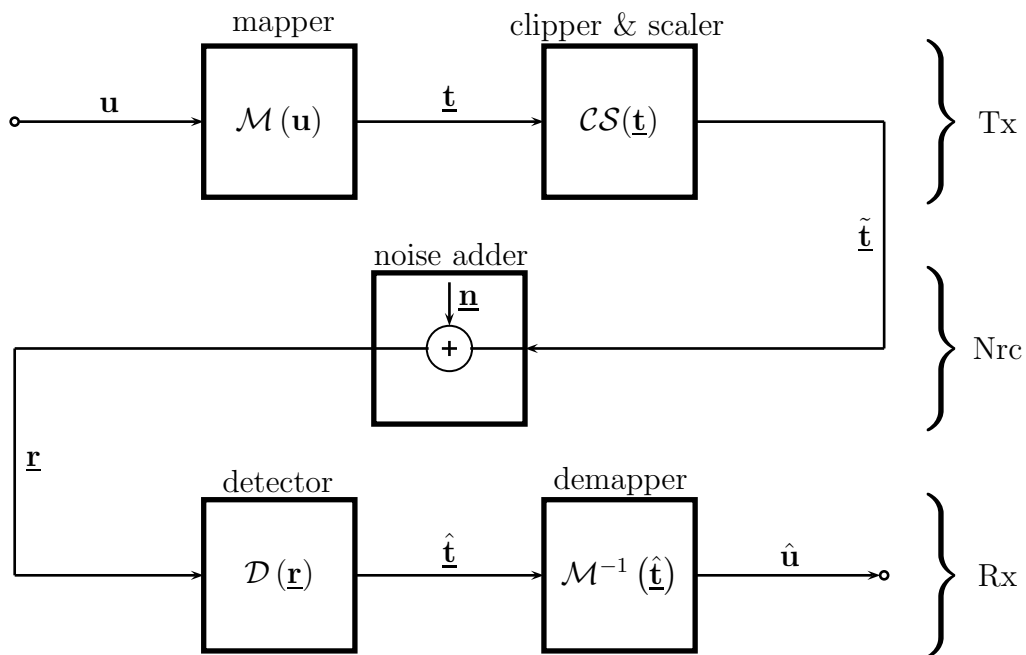 mapper
clipper & scaler
u
M (u)
t̲
CS(t̲)
Tx
t̲̃
noise adder
n̲
+
Nrc
r̲
detector
demapper
D (r̲)
t̲̂
M⁻¹ (t̲̂)
û
Rx